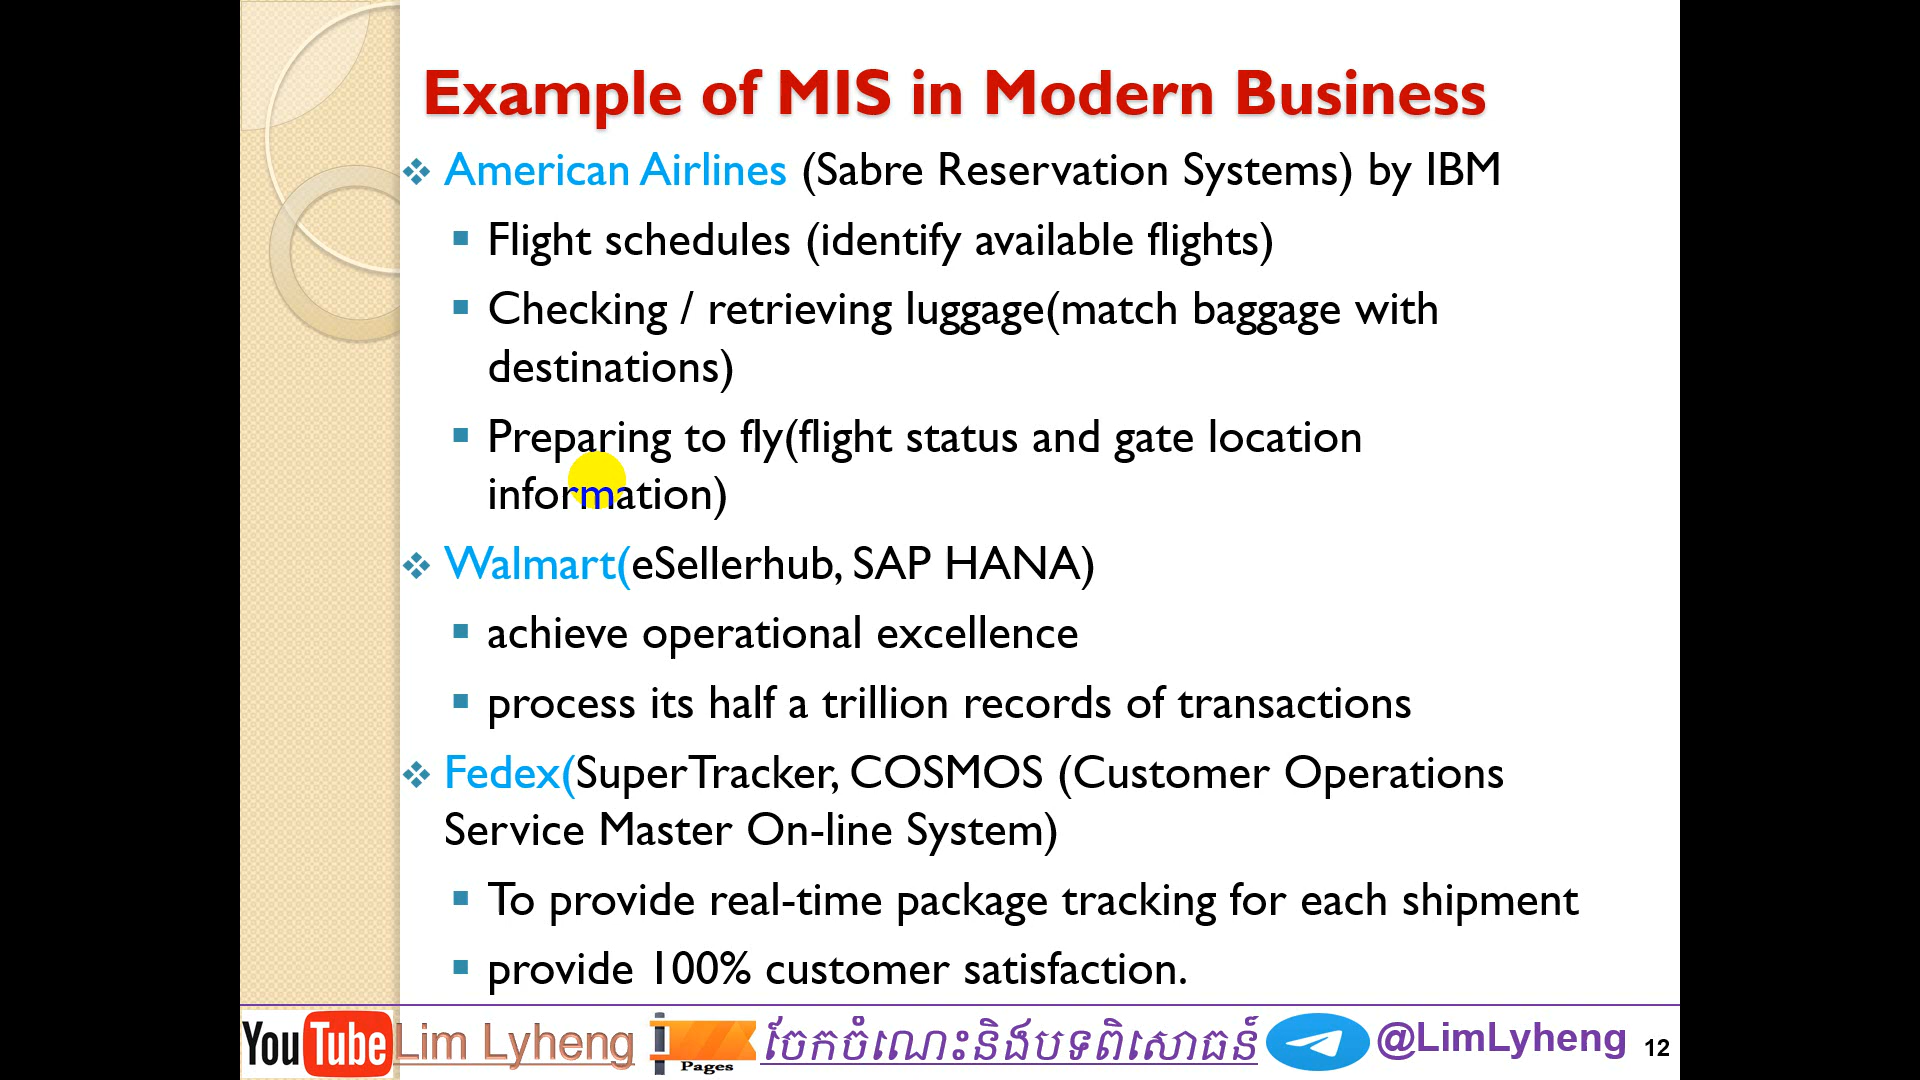 Example of MIS in Modern Business
American Airlines (Sabre Reservation Systems) by IBM
Flight schedules (identify available flights)
Checking / retrieving luggage(match baggage with
destinations)
Preparing to fly(flight status and gate location
information)
Walmart(eSellerhub, SAP HANA)
achieve operational excellence
process its half a trillion records of transactions
Fedex(SuperTracker, COSMOS (Customer Operations
Service Master On-line System)
To provide real-time package tracking for each shipment
provide 100% customer satisfaction.
YouTube Lim Lyheng Pages ចែកចំណេះនិងបទពិសោធន៍ @LimLyheng 12